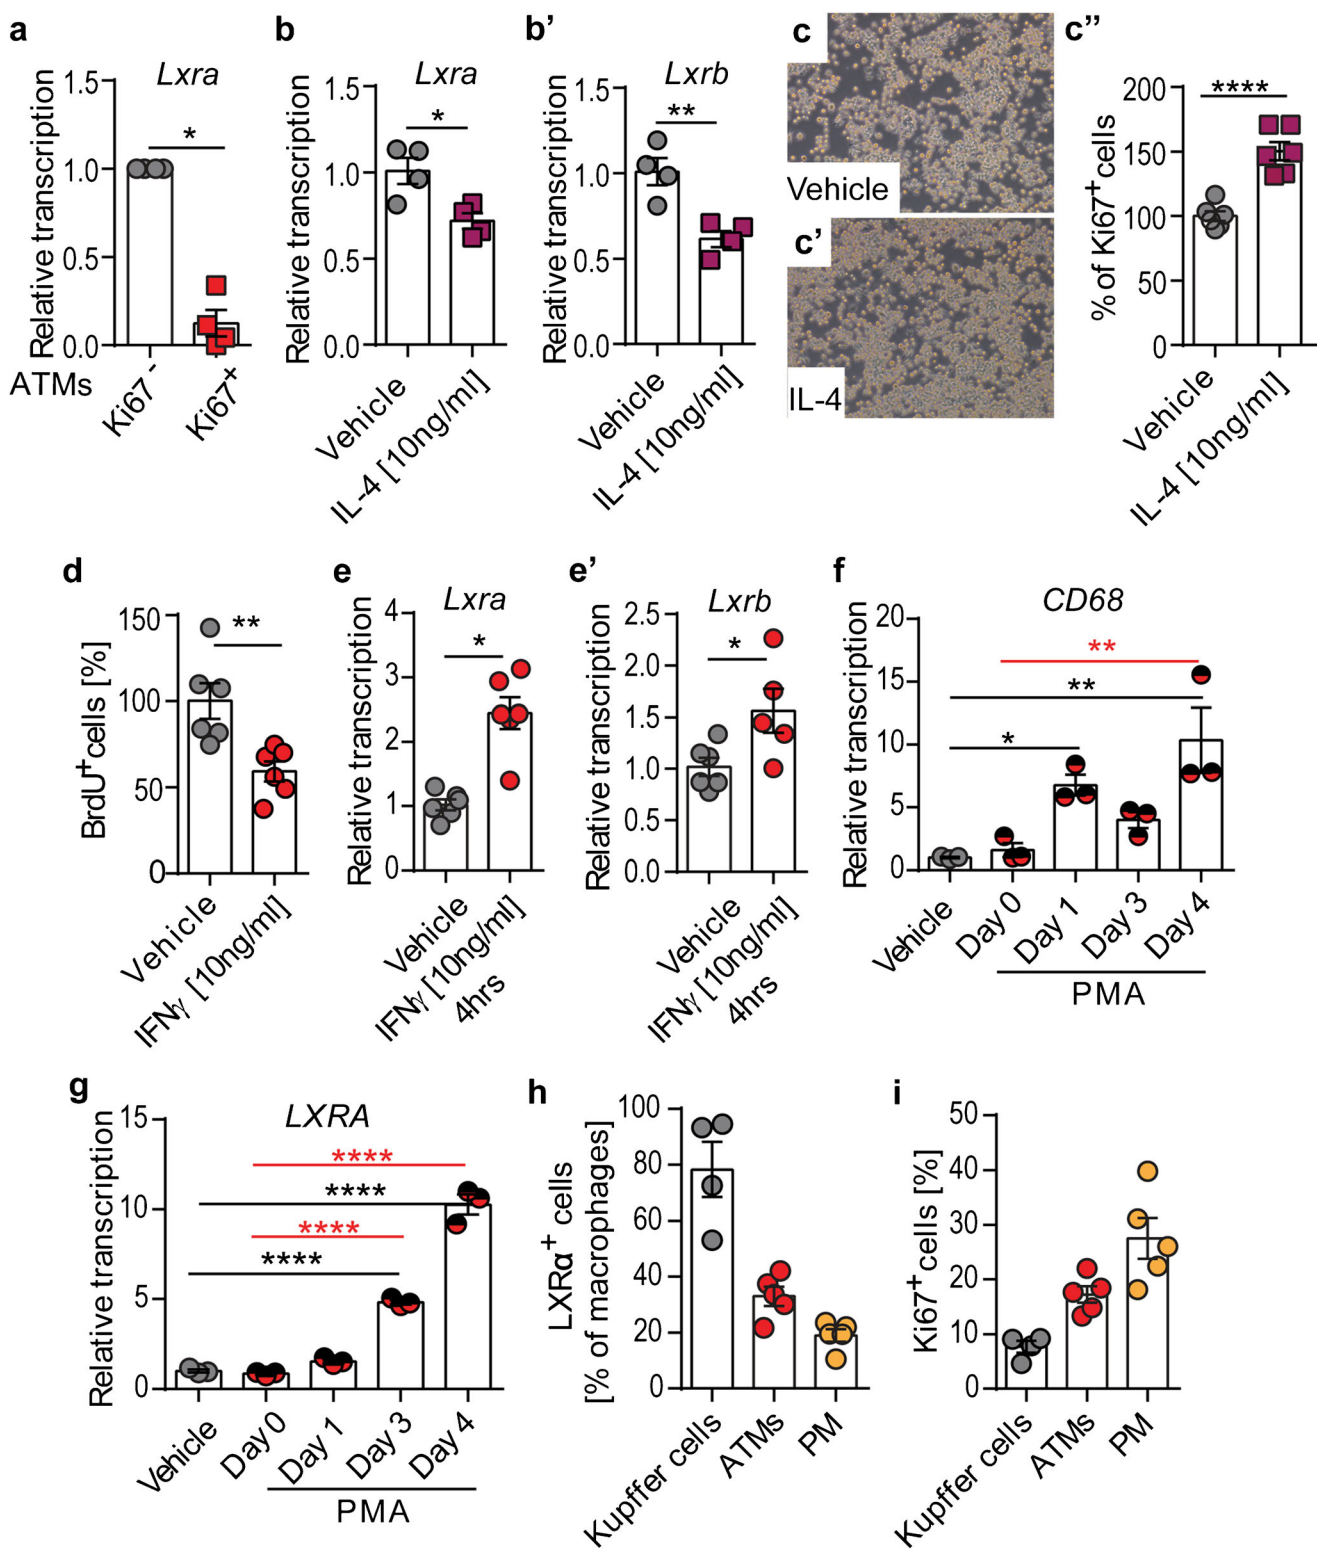 a
Lxra
Relative transcription
1.5
1.0
0.5
0.0
*
ATMs
Ki67-
Ki67+
b
Lxra
Relative transcription
1.5
1.0
0.5
0.0
*
Vehicle
IL-4 [10ng/ml]
b'
Lxrb
Relative transcription
1.5
1.0
0.5
0.0
**
Vehicle
IL-4 [10ng/ml]
c
Vehicle
c'
IL-4
c''
% of Ki67+ cells
200
150
100
50
0
****
Vehicle
IL-4 [10ng/ml]
d
BrdU+ cells [%]
150
100
50
0
**
Vehicle
IFNγ [10ng/ml]
e
Lxra
Relative transcription
4
3
2
1
0
*
Vehicle
IFNγ [10ng/ml]
4hrs
e'
Lxrb
Relative transcription
2.5
2.0
1.5
1.0
0.5
0.0
*
Vehicle
IFNγ [10ng/ml]
4hrs
f
CD68
Relative transcription
20
15
10
5
0
**
**
*
Vehicle
Day 0
Day 1
Day 3
Day 4
PMA
g
LXRA
Relative transcription
15
10
5
0
****
****
****
****
Vehicle
Day 0
Day 1
Day 3
Day 4
PMA
h
LXRα+ cells
[% of macrophages]
100
80
60
40
20
0
Kupffer cells
ATMs
PM
i
Ki67+ cells [%]
50
40
30
20
10
0
Kupffer cells
ATMs
PM